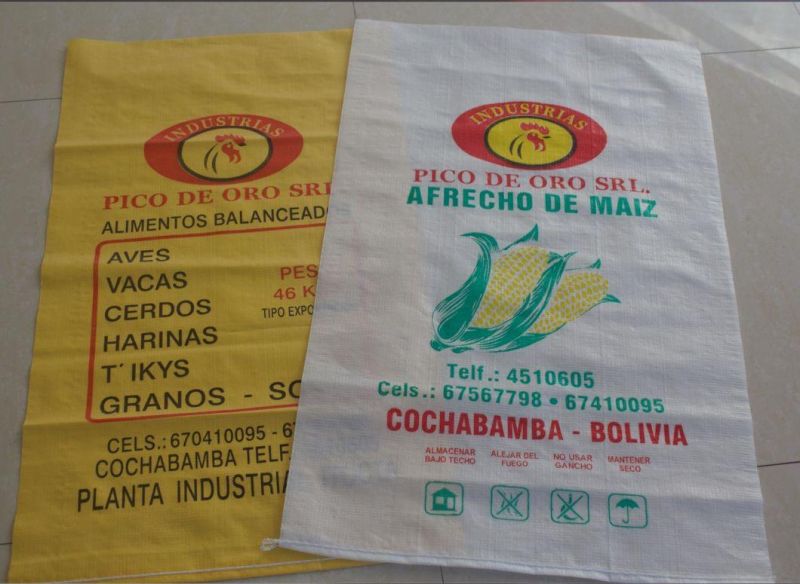 INDUSTRIAS
PICO DE ORO SRL
ALIMENTOS BALANCEADO
AVES
VACAS
CERDOS
HARINAS
T´IKYS
GRANOS - SO
PES
46 K
TIPO EXPO
CELS.: 670410095 - 6
COCHABAMBA TELF.
PLANTA INDUSTRIA
INDUSTRIAS
PICO DE ORO SRL.
AFRECHO DE MAIZ
Telf.: 4510605
Cels.: 67567798 • 67410095
COCHABAMBA - BOLIVIA
ALMACENAR
BAJO TECHO
ALEJAR DEL
FUEGO
NO USAR
GANCHO
MANTENER
SECO